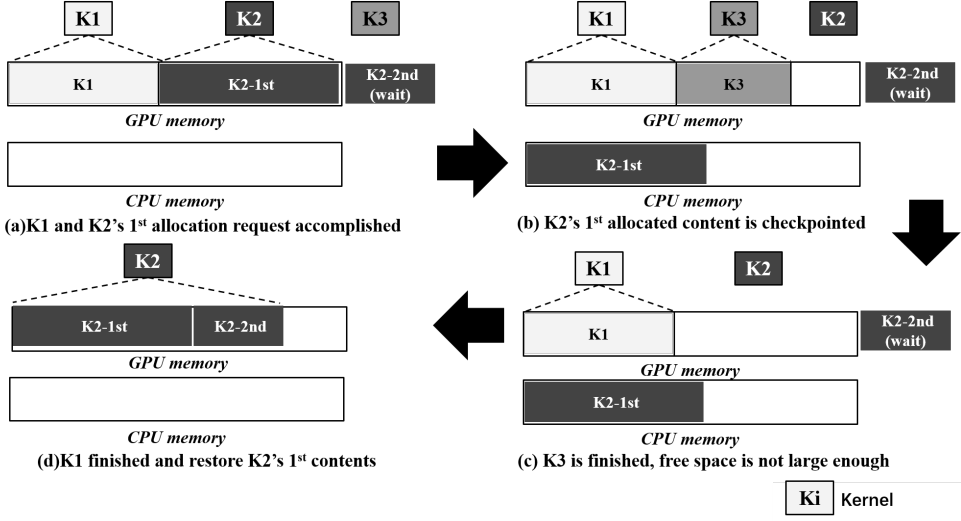 K1 K2 K3
K1 K2-1st K2-2nd
(wait)
GPU memory
CPU memory
(a)K1 and K2's 1st allocation request accomplished
K1 K3 K2
K1 K3 K2-2nd
(wait)
GPU memory
K2-1st
CPU memory
(b) K2's 1st allocated content is checkpointed
K1 K2
K1 K2-2nd
(wait)
GPU memory
K2-1st
CPU memory
(c) K3 is finished, free space is not large enough
K2
K2-1st K2-2nd
GPU memory
CPU memory
(d)K1 finished and restore K2's 1st contents
Ki Kernel